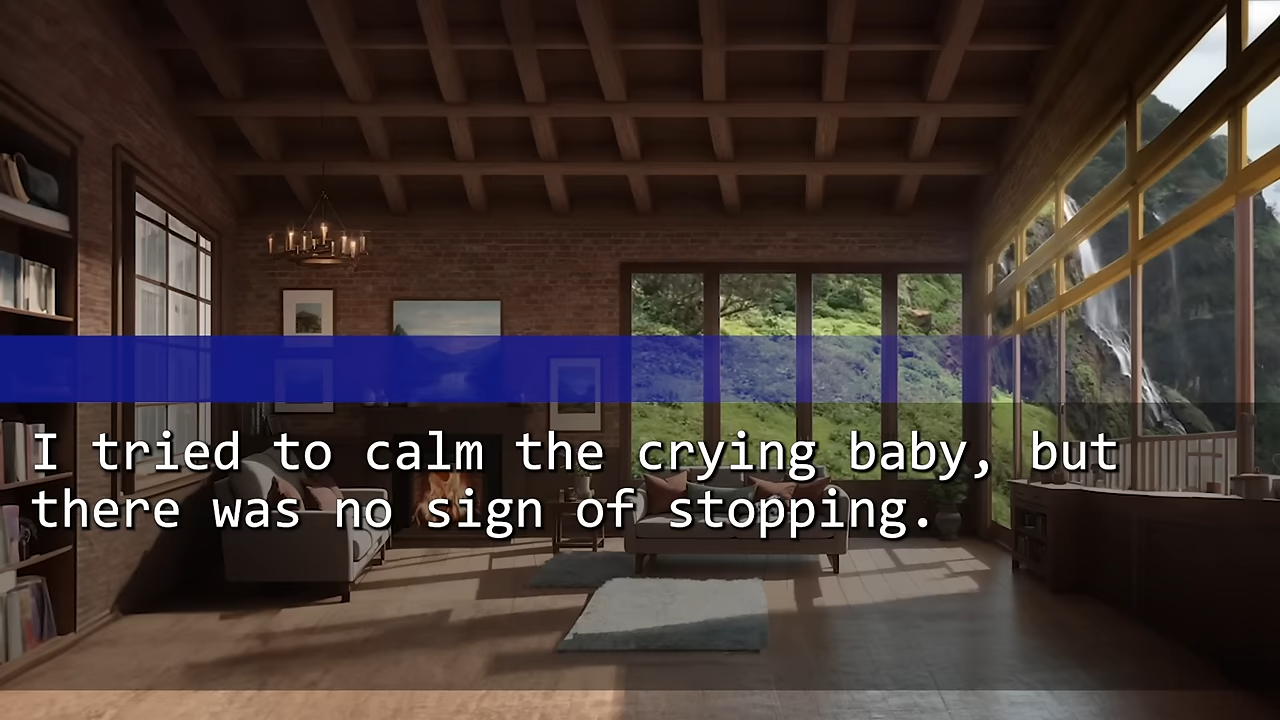 I tried to calm the crying baby, but
there was no sign of stopping.